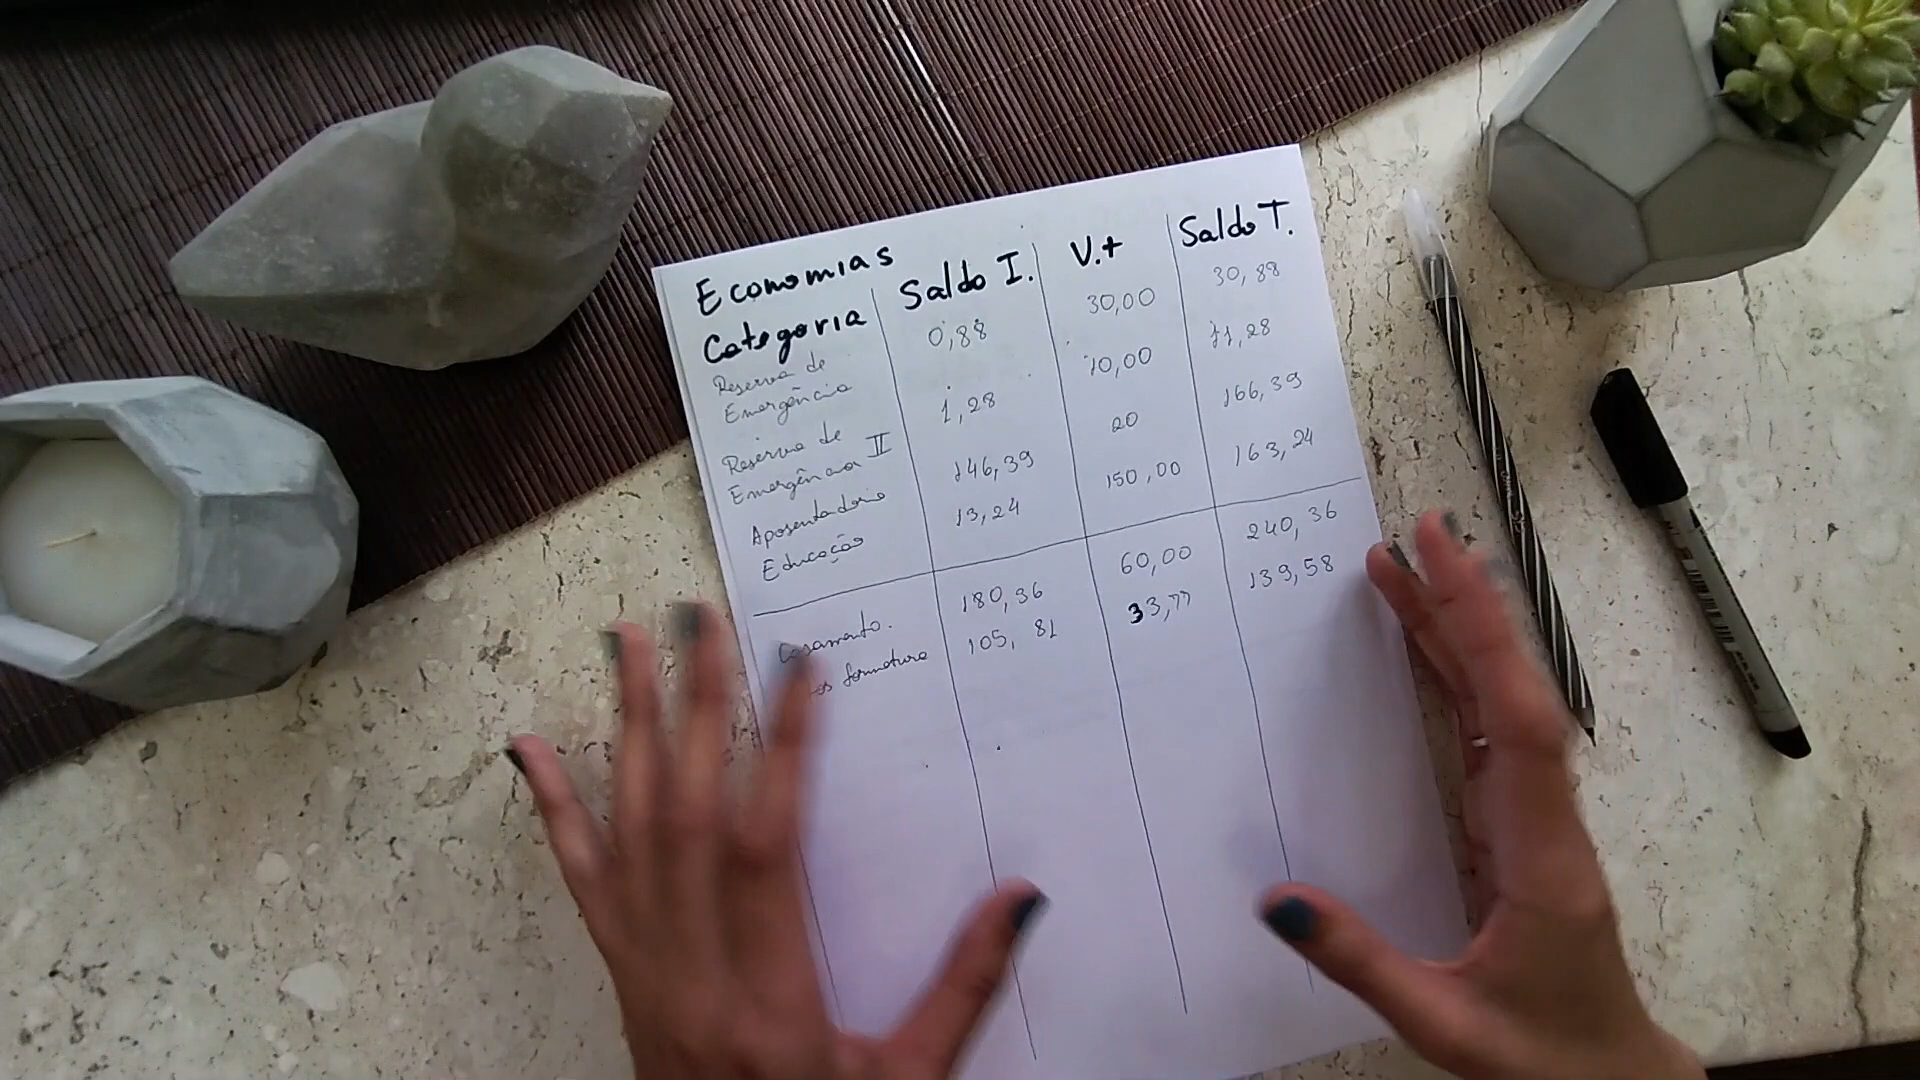 Economias
Categoria Saldo I. V.+ Saldo T.
Reserva de
Emergência 0,88 30,00 30,88
Reserva de
Emergência II 1,28 10,00 11,28
Aposentadoria 146,39 20 166,39
Educação 13,24 150,00 163,24
Casamento. 180,36 60,00 240,36
formatura 105,81 33,77 139,58